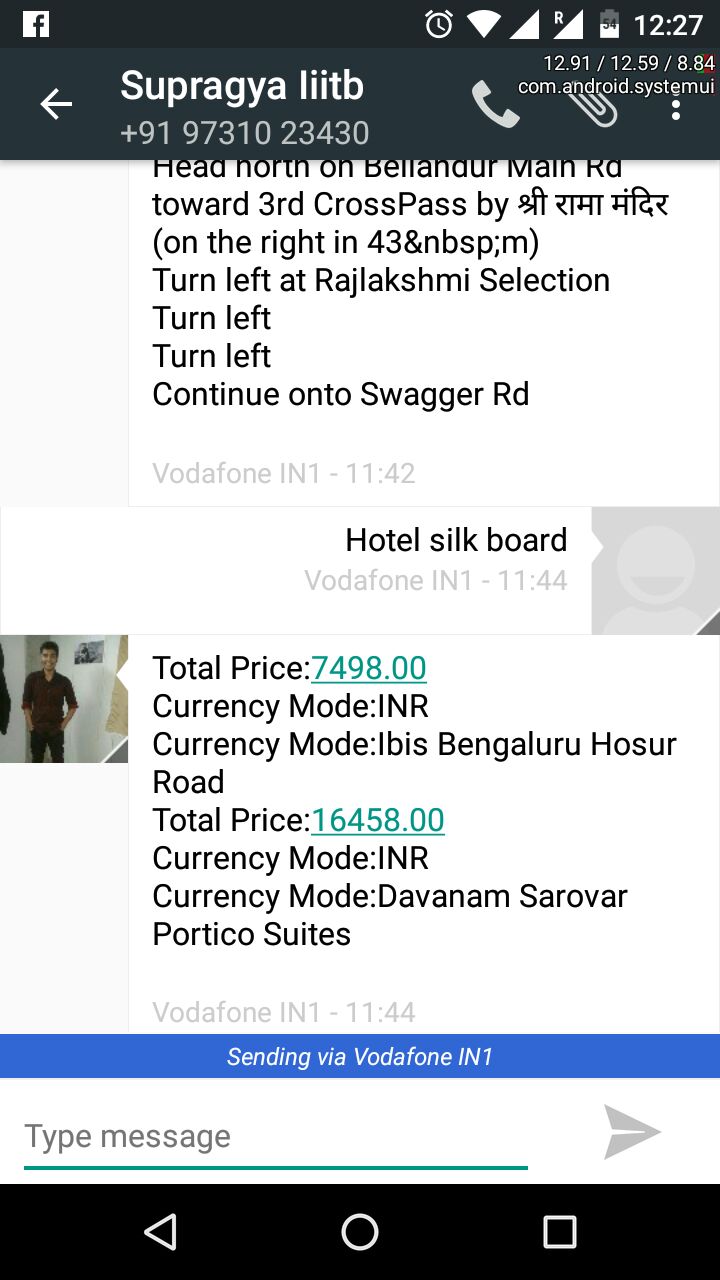 54 12:27
12.91 / 12.59 / 8.84
com.android.systemui
Supragya Iiitb
+91 97310 23430
Head north on Bellandur Main Rd
toward 3rd CrossPass by श्री रामा मंदिर
(on the right in 43&nbsp;m)
Turn left at Rajlakshmi Selection
Turn left
Turn left
Continue onto Swagger Rd
Vodafone IN1 - 11:42
Hotel silk board
Vodafone IN1 - 11:44
Total Price:7498.00
Currency Mode:INR
Currency Mode:Ibis Bengaluru Hosur
Road
Total Price:16458.00
Currency Mode:INR
Currency Mode:Davanam Sarovar
Portico Suites
Vodafone IN1 - 11:44
Sending via Vodafone IN1
Type message